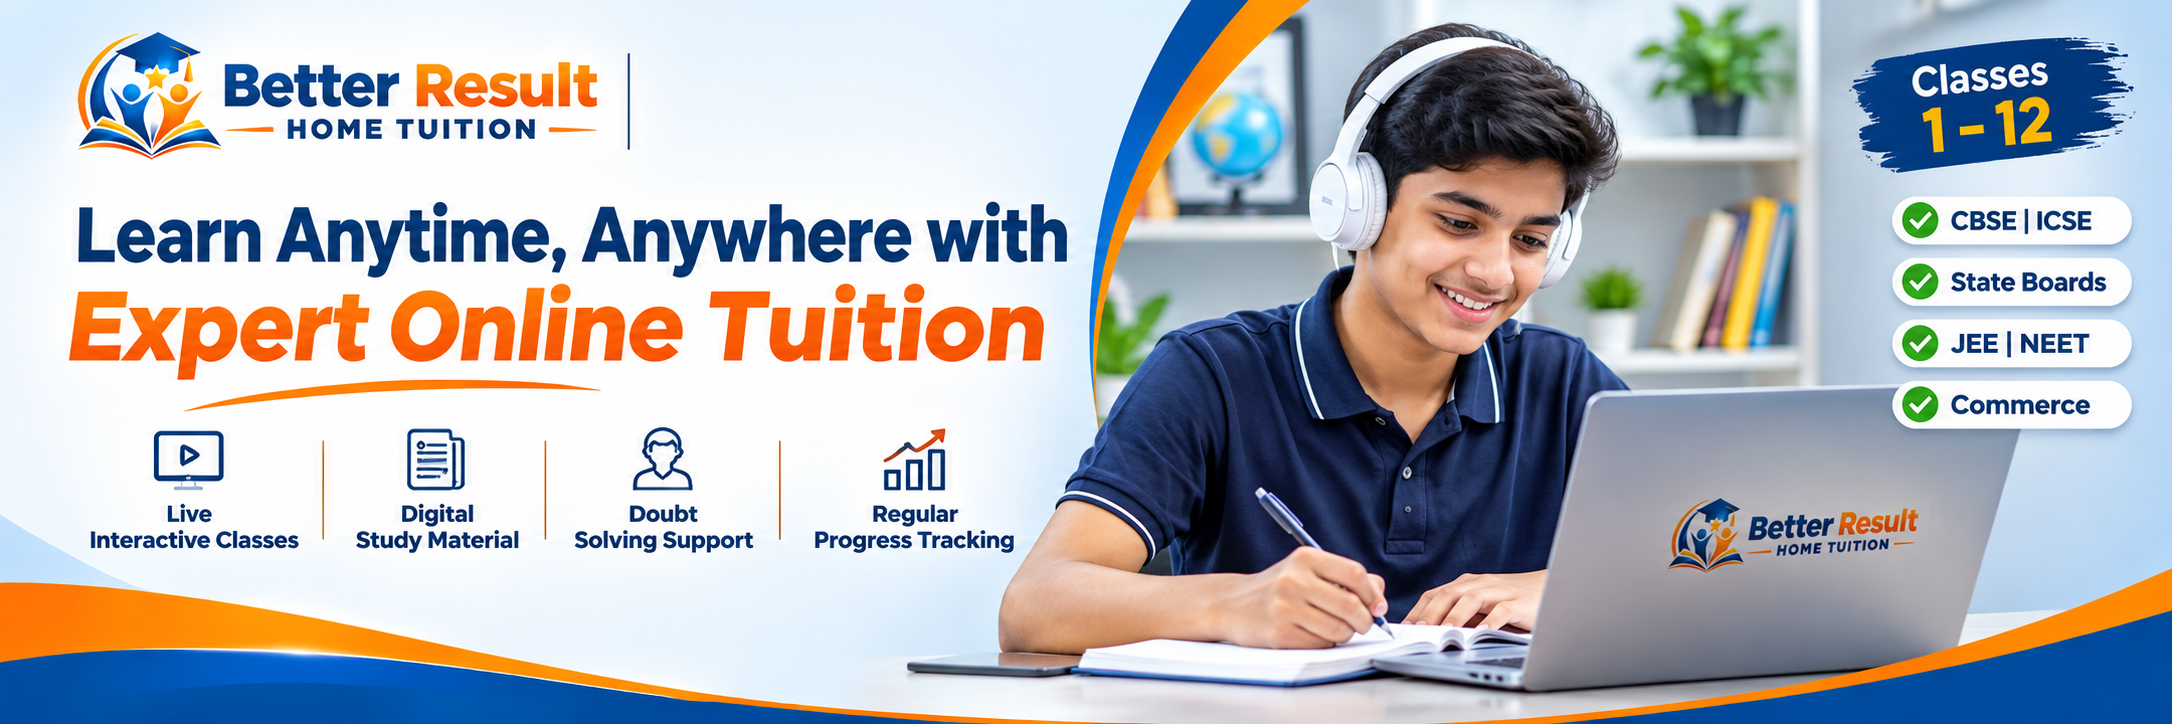 Better Result
HOME TUITION
Learn Anytime, Anywhere with
Expert Online Tuition
Live
Interactive Classes
Digital
Study Material
Doubt
Solving Support
Regular
Progress Tracking
Classes
1 - 12
CBSE | ICSE
State Boards
JEE | NEET
Commerce
Better Result
HOME TUITION